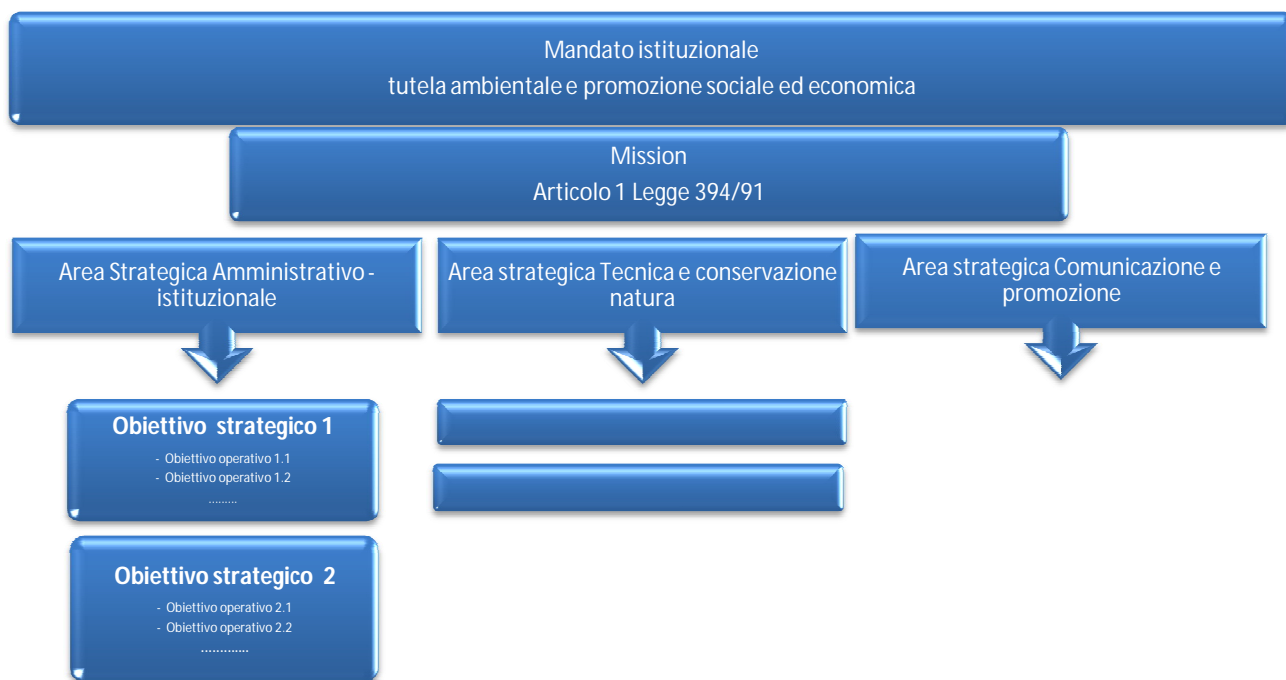 Mandato istituzionale
tutela ambientale e promozione sociale ed economica
Mission
Articolo 1 Legge 394/91
Area Strategica Amministrativo -
istituzionale
Area strategica Tecnica e conservazione
natura
Area strategica Comunicazione e
promozione
Obiettivo strategico 1
- Obiettivo operativo 1.1
- Obiettivo operativo 1.2
.........
Obiettivo strategico 2
- Obiettivo operativo 2.1
- Obiettivo operativo 2.2
.............